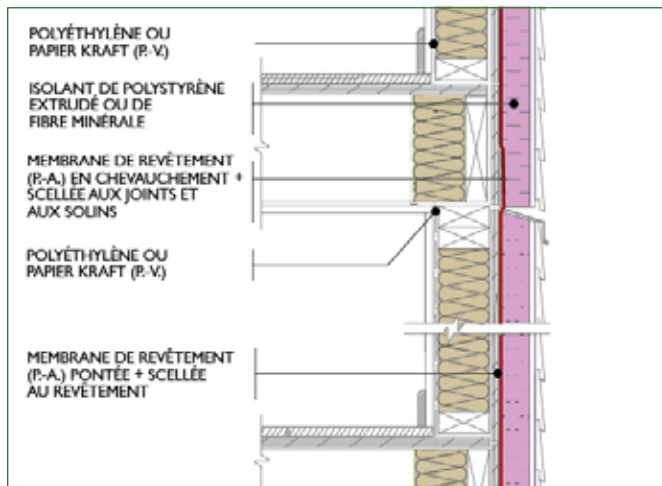 POLYÉTHYLÈNE OU
PAPIER KRAFT (P.-V.)
ISOLANT DE POLYSTYRÈNE
EXTRUDÉ OU DE
FIBRE MINÉRALE
MEMBRANE DE REVÊTEMENT
(P.-A.) EN CHEVAUCHEMENT +
SCELLÉE AUX JOINTS ET
AUX SOLINS
POLYÉTHYLÈNE OU
PAPIER KRAFT (P.-V.)
MEMBRANE DE REVÊTEMENT
(P.-A.) PONTÉE + SCELLÉE
AU REVÊTEMENT